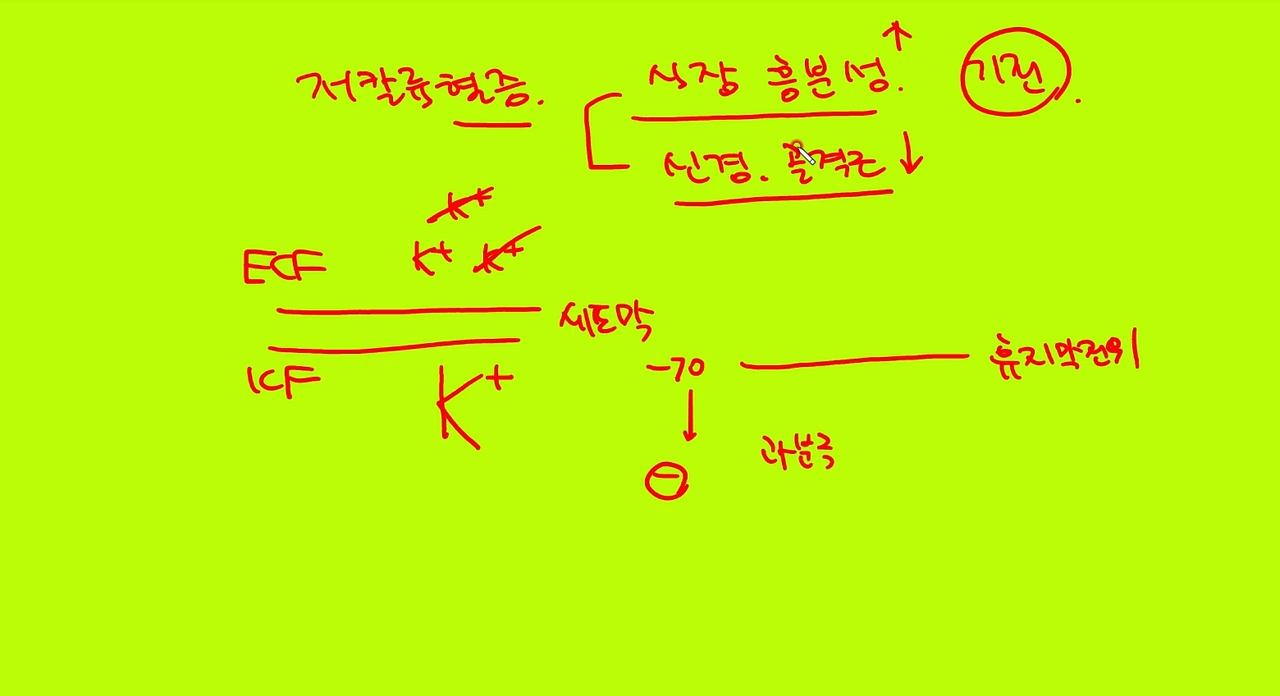 저칼륨혈증. 심장 흥분성. ↑ 기전.
신경. 골격근 ↓
K+
ECF K+ K+
세포막
-70 휴지막전위
ICF K+
과분극
⊖